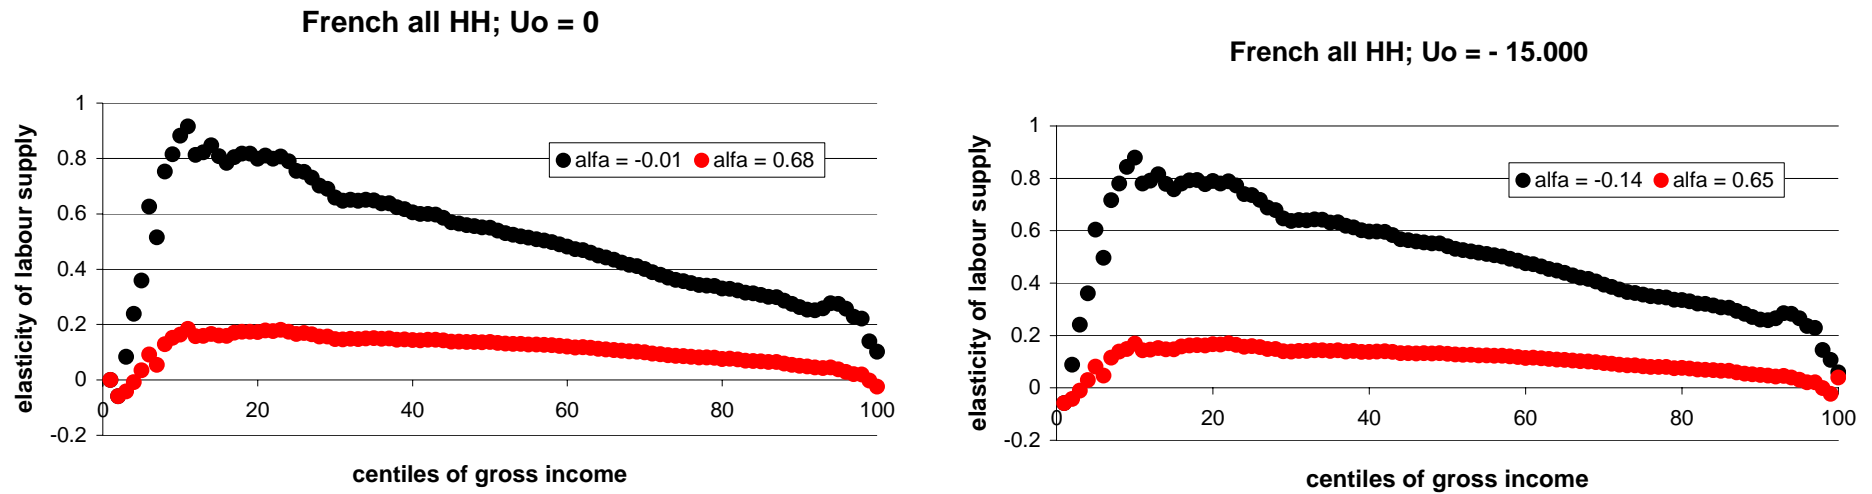 French all HH; Uo = 0
elasticity of labour supply
1
0.8
0.6
0.4
0.2
0
-0.2
alfa = -0.01 alfa = 0.68
0 20 40 60 80 100
centiles of gross income
French all HH; Uo = - 15.000
elasticity of labour supply
1
0.8
0.6
0.4
0.2
0
-0.2
alfa = -0.14 alfa = 0.65
0 20 40 60 80 100
centiles of gross income